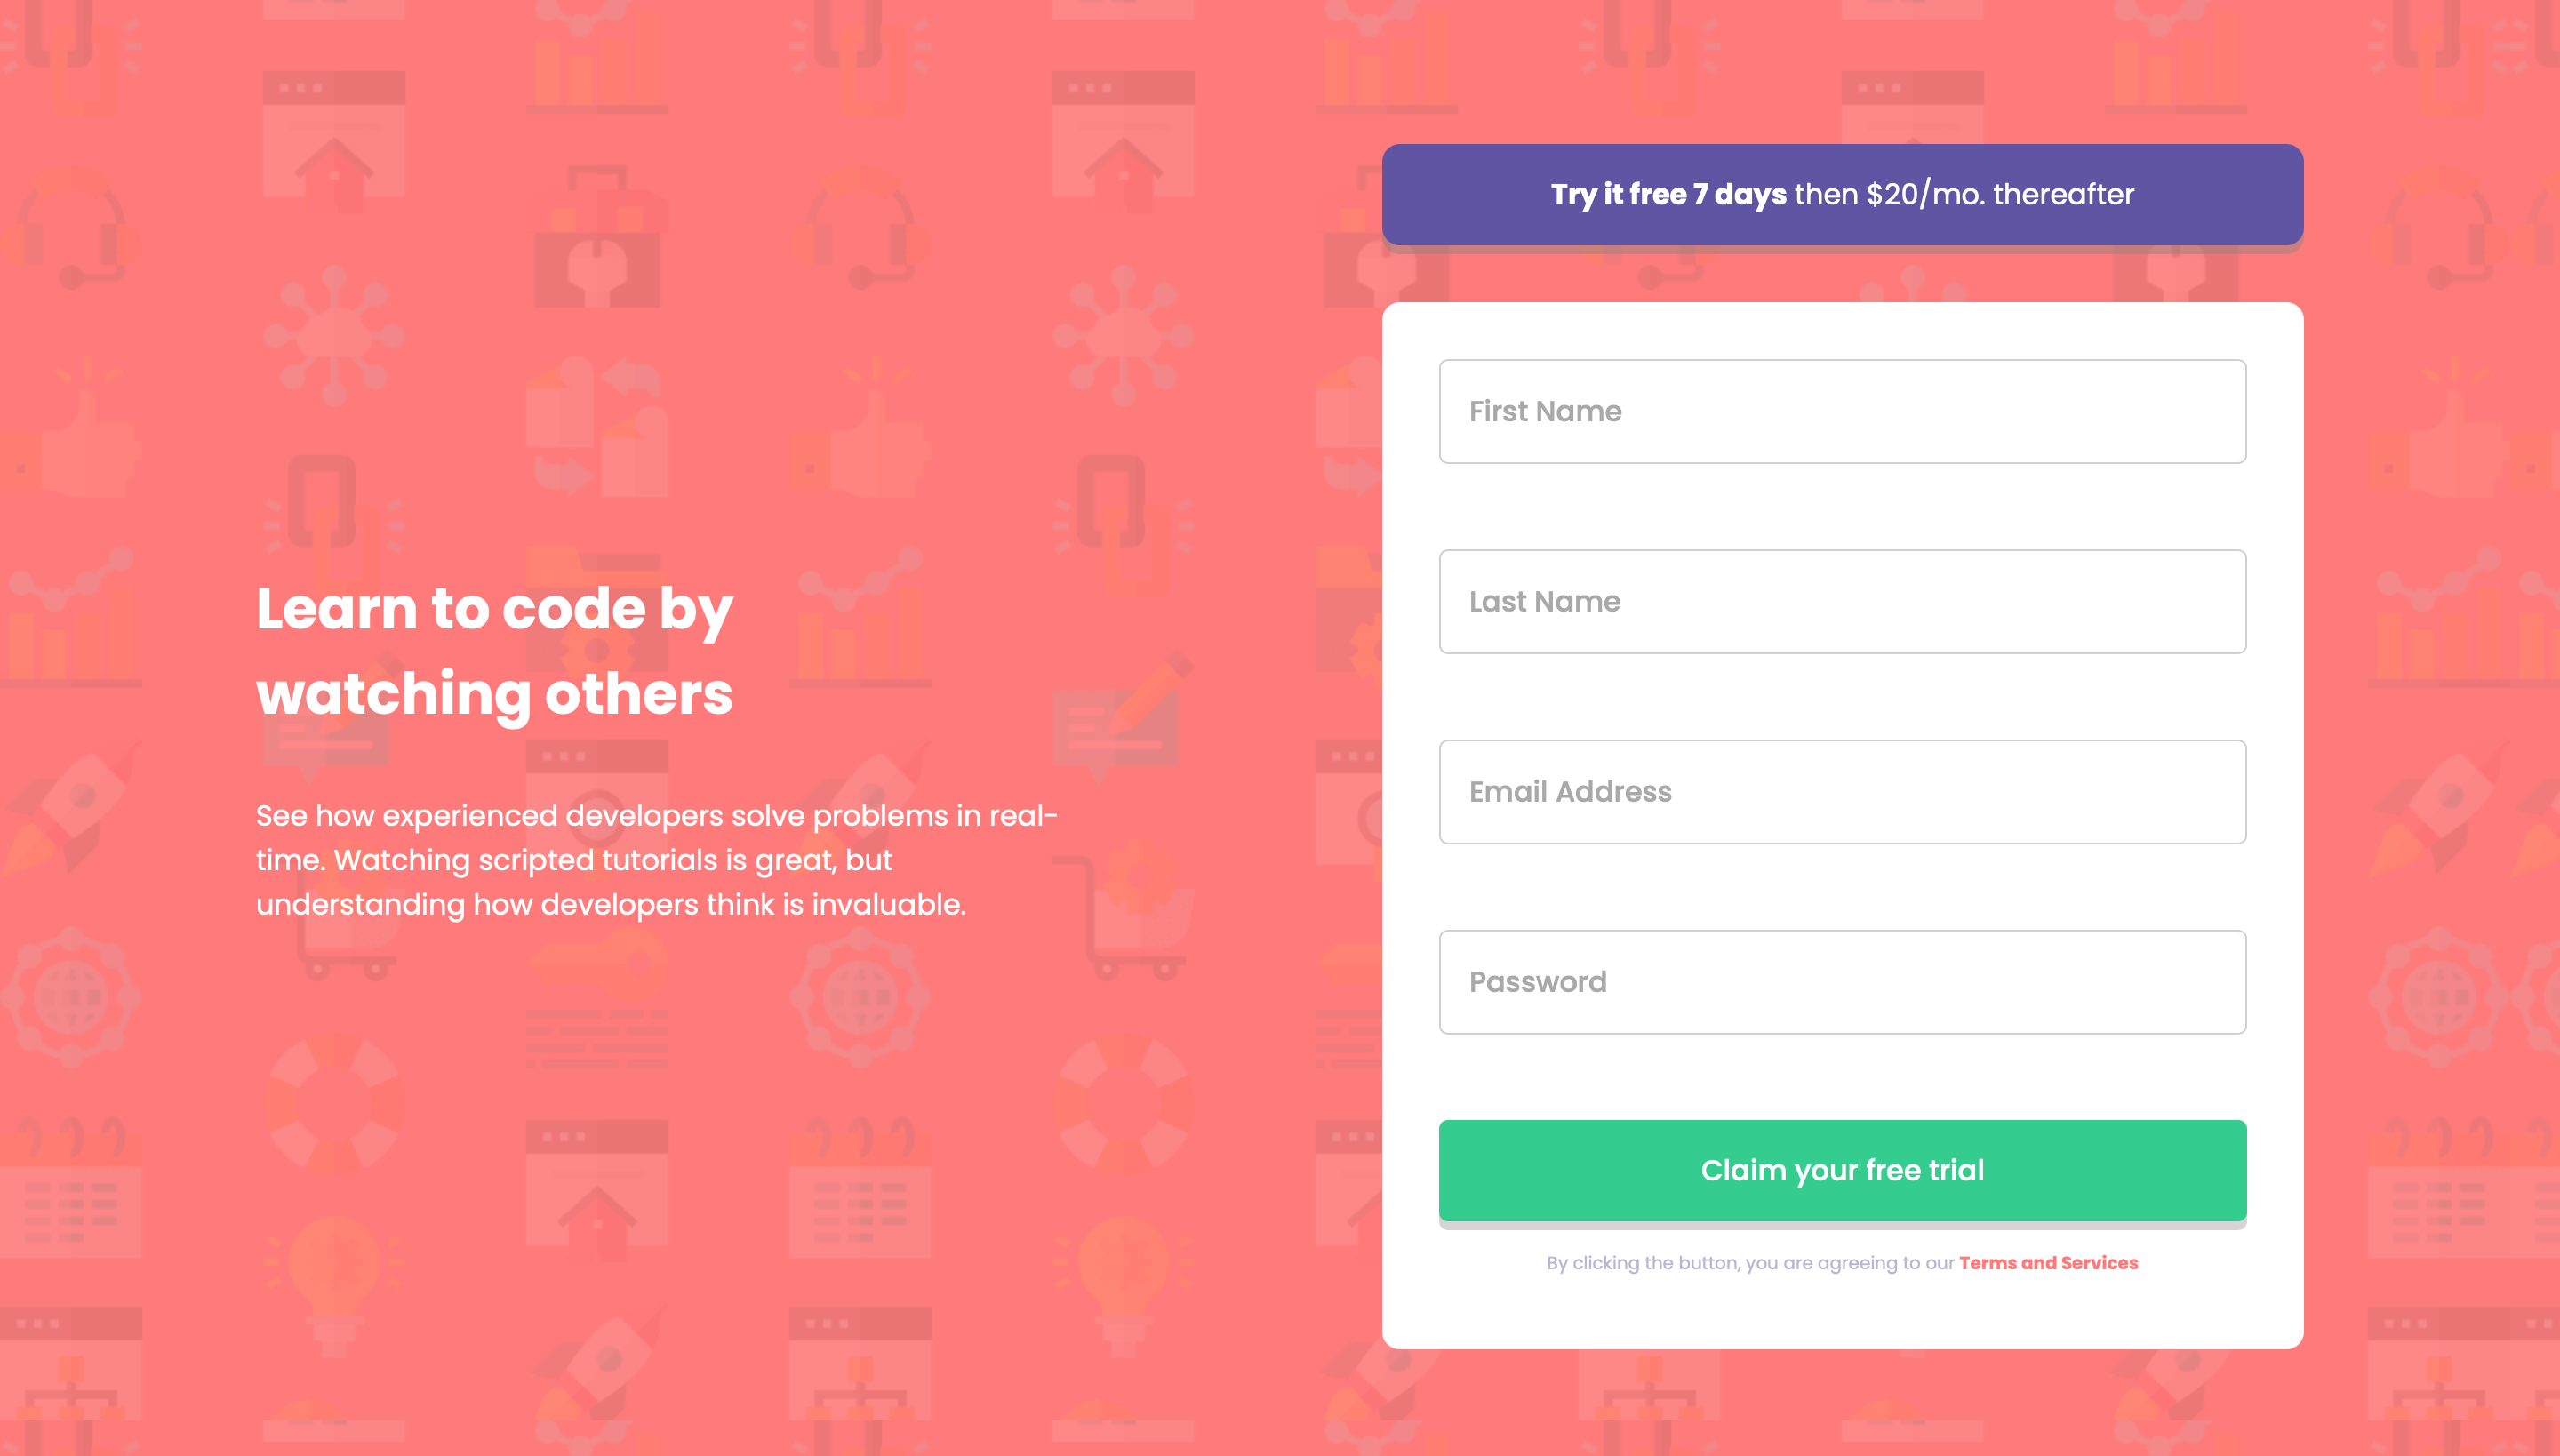 Learn to code by
watching others
See how experienced developers solve problems in real-
time. Watching scripted tutorials is great, but
understanding how developers think is invaluable.
Try it free 7 days then $20/mo. thereafter
First Name
Last Name
Email Address
Password
Claim your free trial
By clicking the button, you are agreeing to our Terms and Services